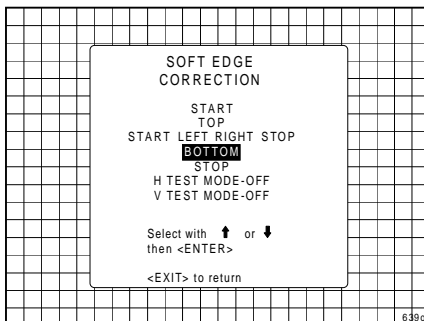 SOFT EDGE
CORRECTION
START
TOP
START LEFT RIGHT STOP
BOTTOM
STOP
H TEST MODE-OFF
V TEST MODE-OFF
Select with ⬆ or ⬇
then <ENTER>
<EXIT> to return